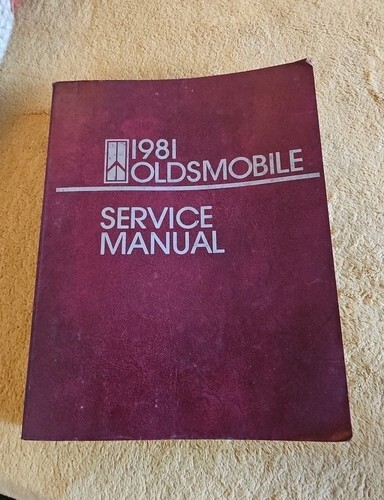 1981
OLDSMOBILE
SERVICE
MANUAL